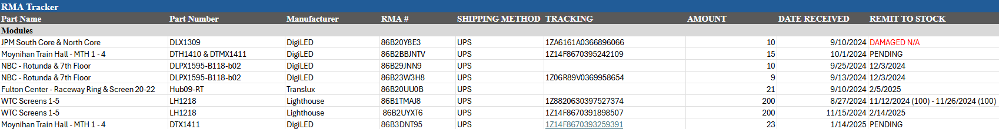 RMA Tracker
Part Name Part Number Manufacturer RMA # SHIPPING METHOD TRACKING AMOUNT DATE RECEIVED REMIT TO STOCK
Modules
JPM South Core & North Core DLX1309 DigiLED 86B20Y8E3 UPS 1ZA6161A0366896066 10 9/10/2024 DAMAGED N/A
Moynihan Train Hall - MTH 1 - 4 DTH1410 & DTMX1411 DigiLED 86B2BBJNTV UPS 1Z14F8670395242109 15 10/1/2024 PENDING
NBC - Rotunda & 7th Floor DLPX1595-B118-b02 DigiLED 86B29JNN9 UPS 10 9/25/2024 12/3/2024
NBC - Rotunda & 7th Floor DLPX1595-B118-b02 DigiLED 86B23W3H8 UPS 1Z06R89V0369958654 9 9/13/2024 12/3/2024
Fulton Center - Raceway Ring & Screen 20-22 Hub09-RT Translux 86B20UU0B UPS 21 9/10/2024 2/5/2025
WTC Screens 1-5 LH1218 Lighthouse 86B1TMAJ8 UPS 1Z8820630397527374 200 8/27/2024 11/12/2024 (100) - 11/26/2024 (100)
WTC Screens 1-5 LH1218 Lighthouse 86B2UYXT6 UPS 1Z14F8670391898507 200 11/15/2024 2/14/2025
Moynihan Train Hall - MTH 1 - 4 DTX1411 DigiLED 86B3DNT95 UPS 1Z14F8670393259391 23 1/14/2025 PENDING